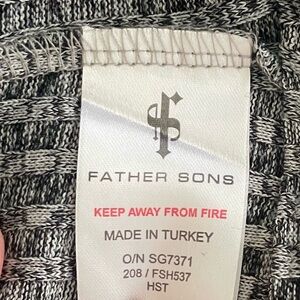 FATHER SONS
KEEP AWAY FROM FIRE
MADE IN TURKEY
O/N SG7371
208 / FSH537
HST